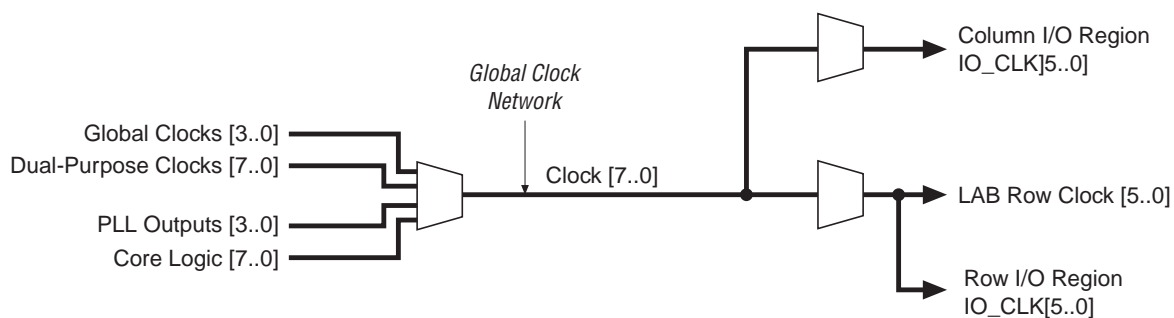 Column I/O Region
IO_CLK]5..0]
Global Clock
Network
Global Clocks [3..0]
Dual-Purpose Clocks [7..0]
Clock [7..0]
LAB Row Clock [5..0]
PLL Outputs [3..0]
Core Logic [7..0]
Row I/O Region
IO_CLK[5..0]